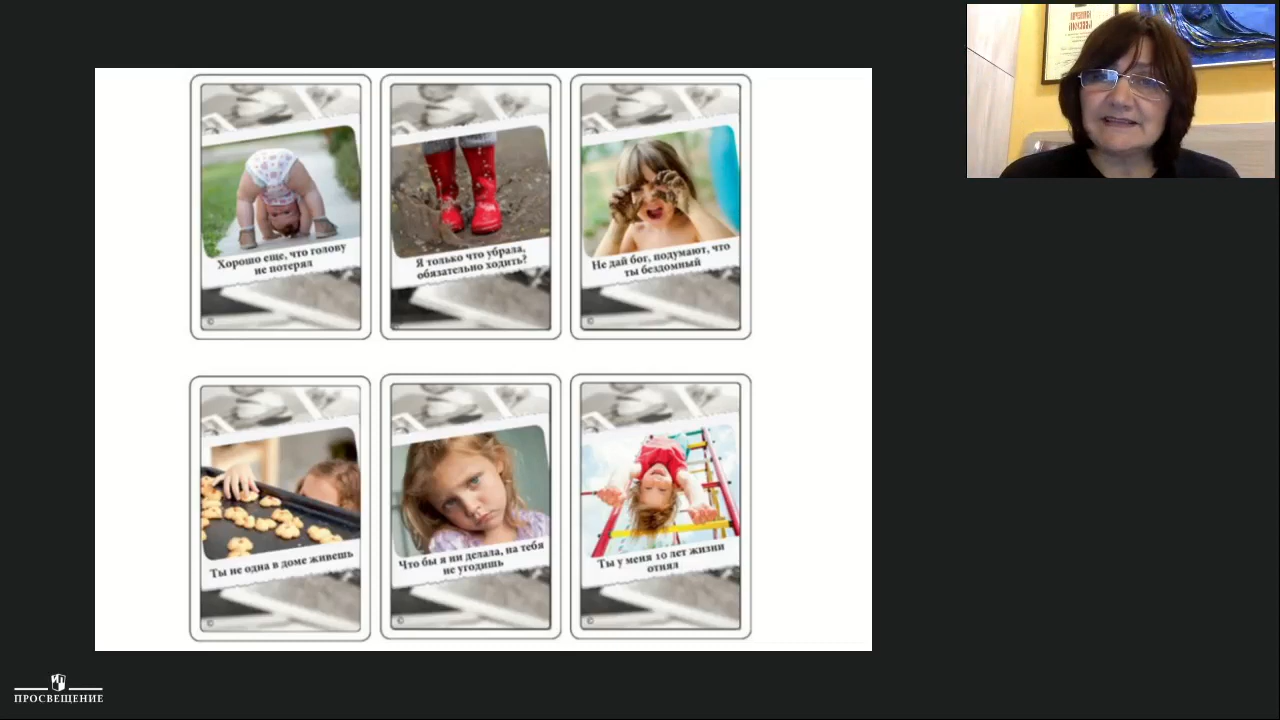 Хорошо еще, что голову
не потерял
Я только что убрала,
обязательно ходить?
Не дай бог, подумают, что
ты бездомный
Ты не одна в доме живешь
Что бы я ни делала, на тебя
не угодишь
Ты у меня 10 лет жизни
отнял
©
©
©
©
©
ПРОСВЕЩЕНИЕ